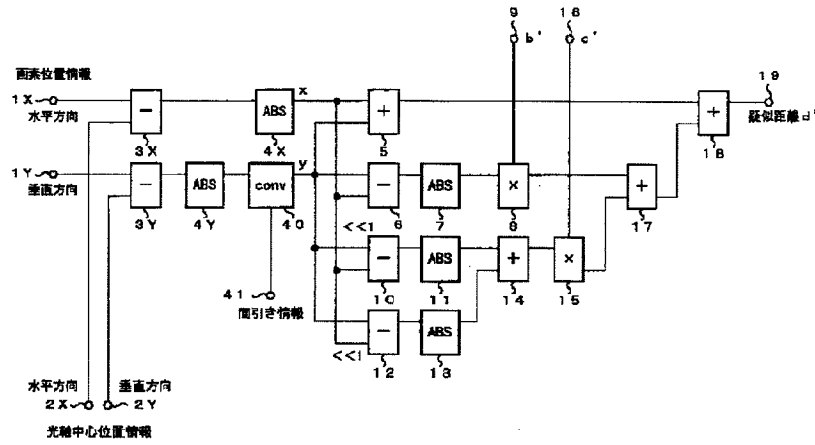 9
16
b'
c'
画素位置情報
1X
水平方向
−
3X
ABS
4X
x
+
5
+
18
19
疑似距離d'
1Y
垂直方向
−
3Y
ABS
4Y
conv
40
y
−
6
ABS
7
×
8
+
17
<<1
−
10
ABS
11
+
14
×
15
41
間引き情報
−
12
ABS
13
<<1
水平方向
垂直方向
2X
2Y
光軸中心位置情報